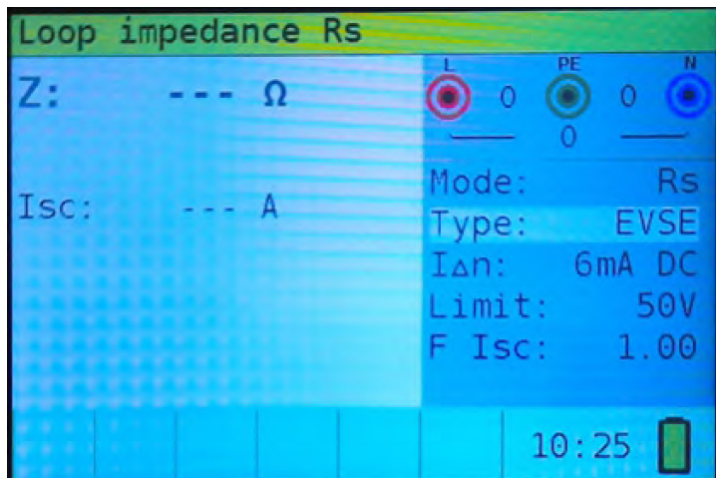 Loop impedance Rs
Z: --- Ω
Isc: --- A
L PE N
0 0
0
Mode: Rs
Type: EVSE
I∆n: 6mA DC
Limit: 50V
F Isc: 1.00
10:25